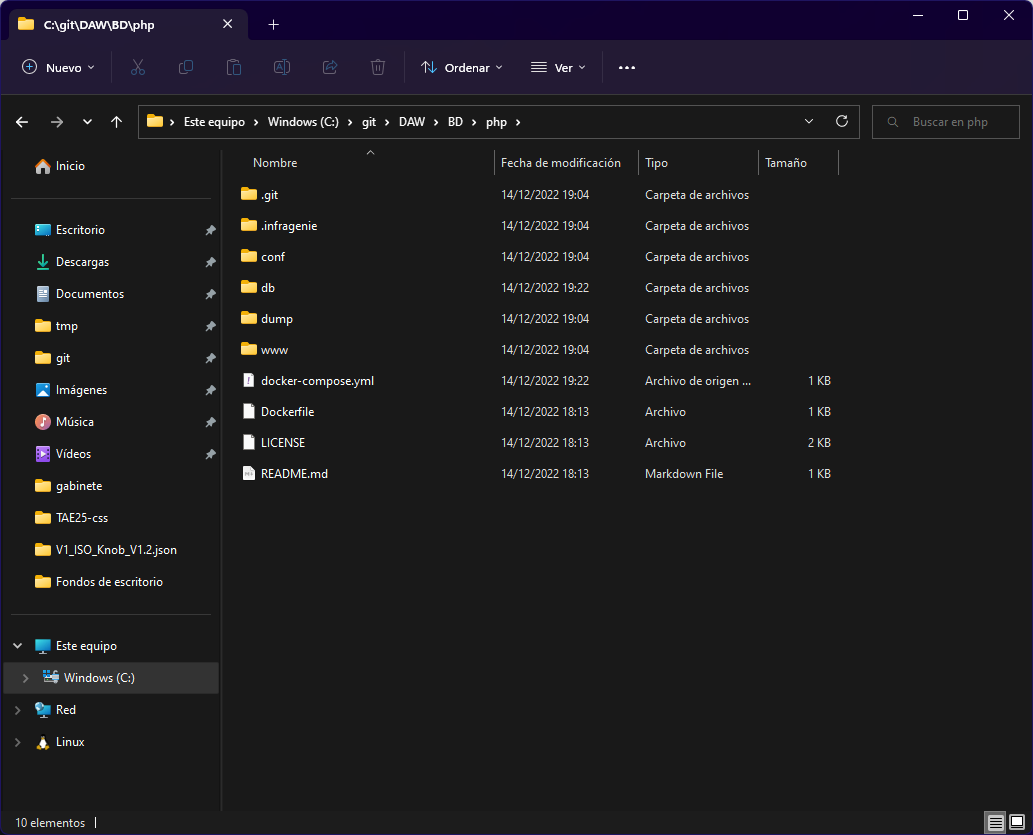 C:\git\DAW\BD\php
Nuevo
Ordenar
Ver
Este equipo
Windows (C:)
git
DAW
BD
php
Buscar en php
Inicio
Escritorio
Descargas
Documentos
tmp
git
Imágenes
Música
Vídeos
gabinete
TAE25-css
V1_ISO_Knob_V1.2.json
Fondos de escritorio
Este equipo
Windows (C:)
Red
Linux
Nombre Fecha de modificación Tipo Tamaño
.git 14/12/2022 19:04 Carpeta de archivos
.infragenie 14/12/2022 19:04 Carpeta de archivos
conf 14/12/2022 19:04 Carpeta de archivos
db 14/12/2022 19:22 Carpeta de archivos
dump 14/12/2022 19:04 Carpeta de archivos
www 14/12/2022 19:04 Carpeta de archivos
docker-compose.yml 14/12/2022 19:22 Archivo de origen ... 1 KB
Dockerfile 14/12/2022 18:13 Archivo 1 KB
LICENSE 14/12/2022 18:13 Archivo 2 KB
README.md 14/12/2022 18:13 Markdown File 1 KB
10 elementos